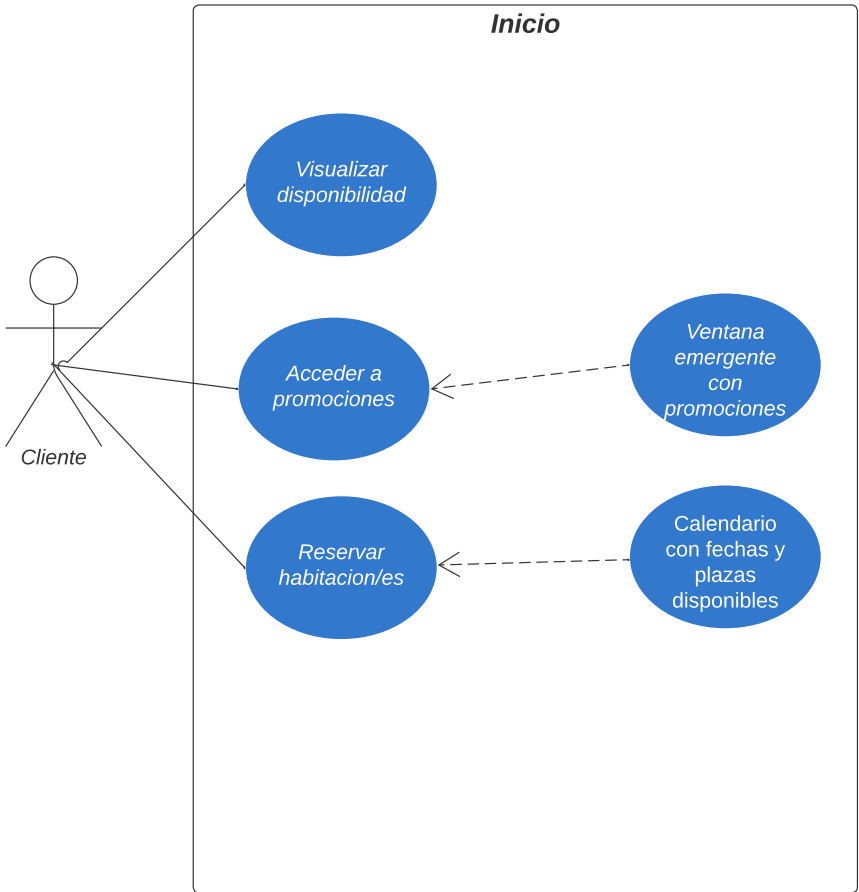 Inicio
Visualizar
disponibilidad
Cliente
Acceder a
promociones
Ventana
emergente
con
promociones
Reservar
habitacion/es
Calendario
con fechas y
plazas
disponibles